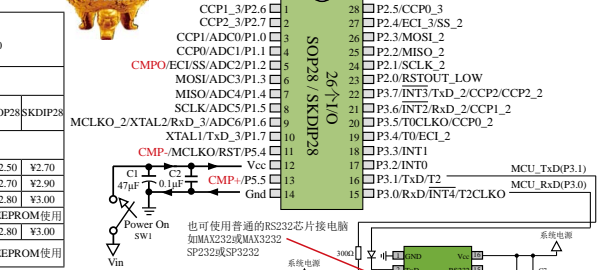 CCP1_3/P2.6 1 28 P2.5/CCP0_3
CCP2_3/P2.7 2 27 P2.4/ECI_3/SS_2
CCP1/ADC0/P1.0 3 26 P2.3/MOSI_2
CCP0/ADC1/P1.1 4 25 P2.2/MISO_2
CMPO/ECI/SS/ADC2/P1.2 5 24 P2.1/SCLK_2
MOSI/ADC3/P1.3 6 23 P2.0/RSTOUT_LOW
MISO/ADC4/P1.4 7 22 P3.7/INT3/TxD_2/CCP2/CCP2_2
SCLK/ADC5/P1.5 8 21 P3.6/INT2/RxD_2/CCP1_2
MCLKO_2/XTAL2/RxD_3/ADC6/P1.6 9 20 P3.5/T0CLKO/CCP0_2
XTAL1/TxD_3/P1.7 10 19 P3.4/T0/ECI_2
CMP-/MCLKO/RST/P5.4 11 18 P3.3/INT1
Vcc 12 17 P3.2/INT0
CMP+/P5.5 13 16 P3.1/TxD/T2
Gnd 14 15 P3.0/RxD/INT4/T2CLKO
SOP28 / SKDIP28
26个I/O
MCU_TxD(P3.1)
MCU_RxD(P3.0)
C1
47μF
C2
0.1μF
Power On
SW1
Vin
也可使用普通的RS232芯片接电脑
如MAX232或MAX3232
SP232或SP3232
系统电源
300Ω
1 GND Vcc 16
系统电源
SKDIP28
2.50 ¥2.70
2.70 ¥2.90
2.80 ¥3.00
EEPROM使用
2.80 ¥3.00
EEPROM使用